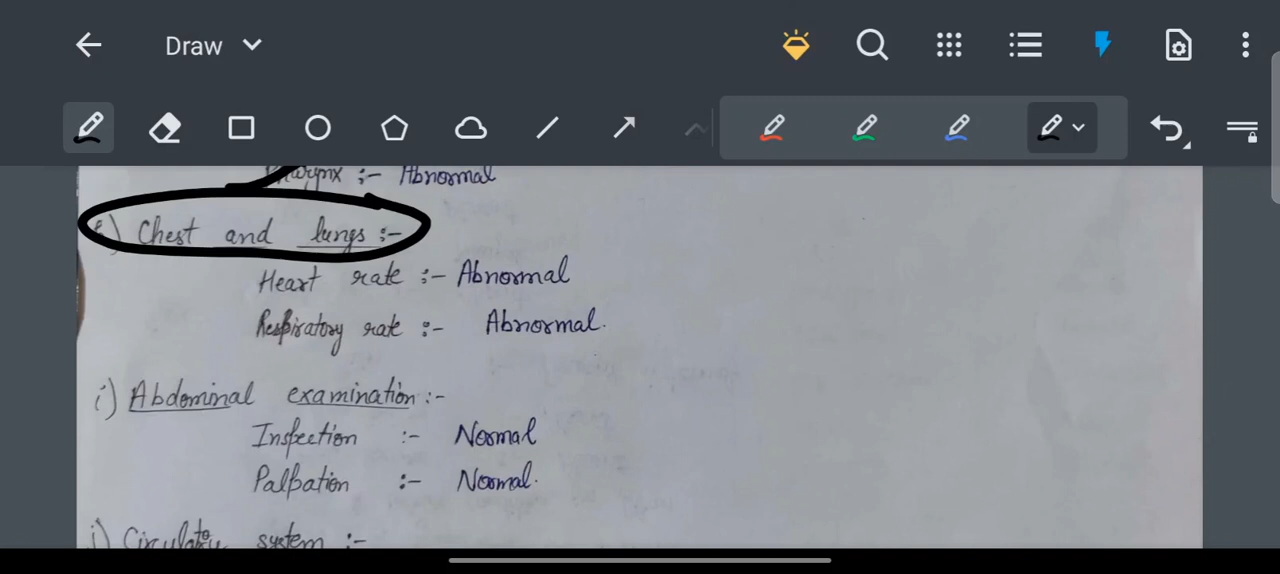 Draw
Pharynx :- Abnormal
Chest and lungs :-
Heart rate :- Abnormal
Respiratory rate :- Abnormal.
i) Abdominal examination :-
Inspection :- Normal
Palpation :- Normal.
j) Circulatory system :-